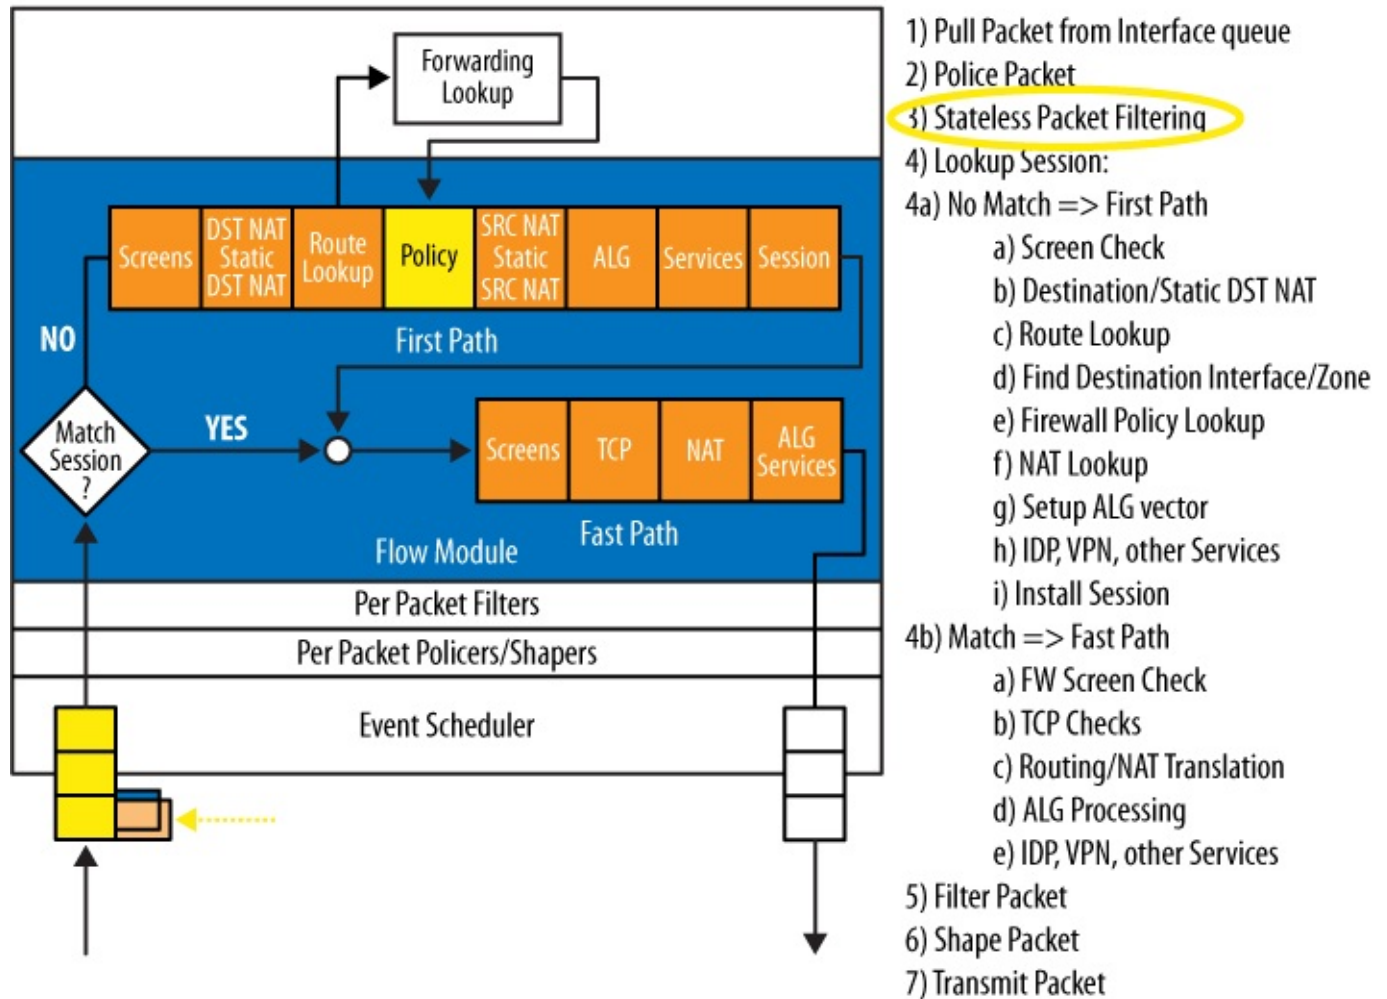 Forwarding
Lookup
Screens
DST NAT
Static
DST NAT
Route
Lookup
Policy
SRC NAT
Static
SRC NAT
ALG
Services
Session
First Path
NO
Match
Session
?
YES
Screens
TCP
NAT
ALG
Services
Fast Path
Flow Module
Per Packet Filters
Per Packet Policers/Shapers
Event Scheduler
1) Pull Packet from Interface queue
2) Police Packet
3) Stateless Packet Filtering
4) Lookup Session:
4a) No Match => First Path
a) Screen Check
b) Destination/Static DST NAT
c) Route Lookup
d) Find Destination Interface/Zone
e) Firewall Policy Lookup
f) NAT Lookup
g) Setup ALG vector
h) IDP, VPN, other Services
i) Install Session
4b) Match => Fast Path
a) FW Screen Check
b) TCP Checks
c) Routing/NAT Translation
d) ALG Processing
e) IDP, VPN, other Services
5) Filter Packet
6) Shape Packet
7) Transmit Packet